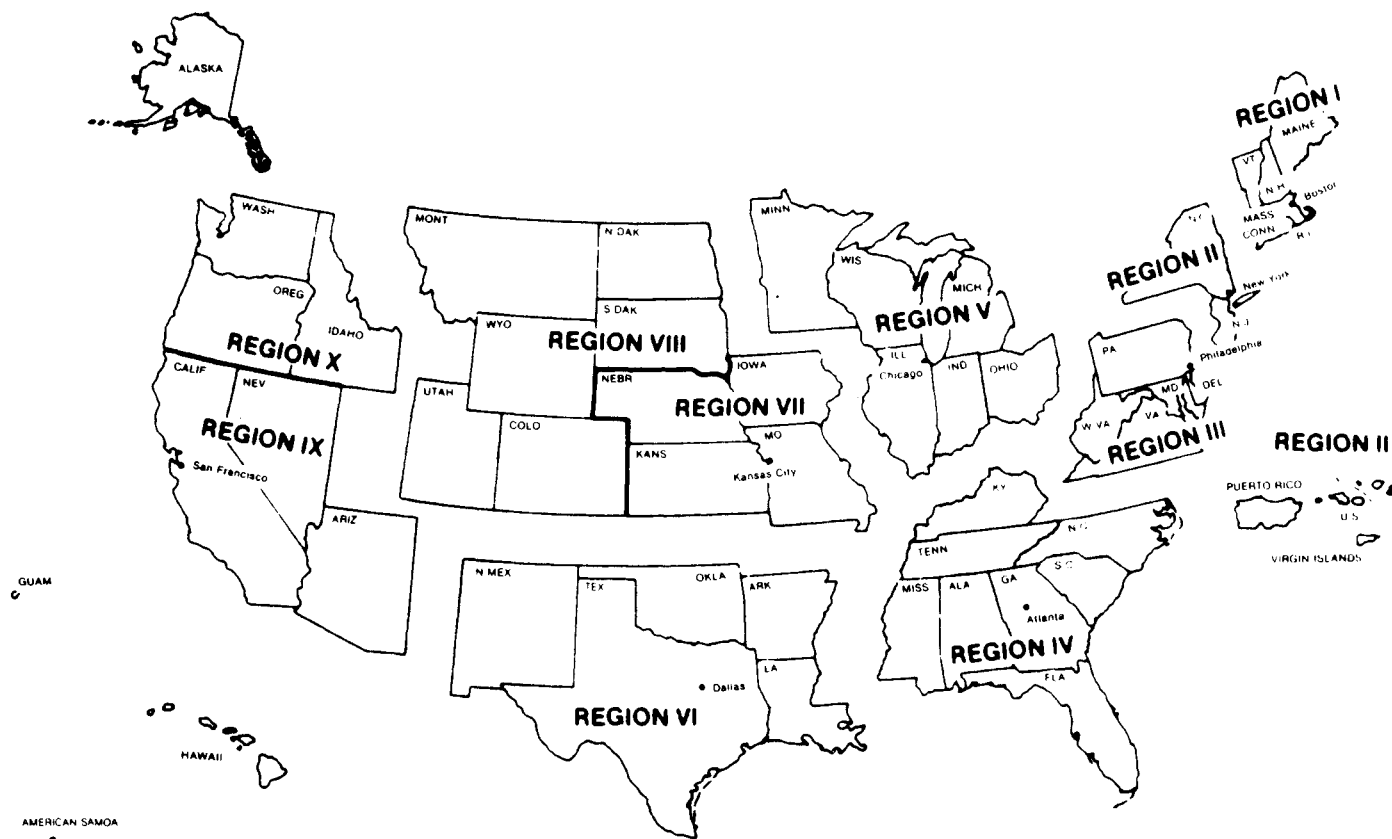 ALASKA
REGION I
MAINE
VT
N H
Boston
MASS
CONN
R I
WASH
MONT
N DAK
MINN
WIS
MICH
N Y
REGION II
New York
N J
OREG
IDAHO
WYO
S DAK
REGION X
REGION VIII
REGION V
PA
Philadelphia
CALIF
NEV
UTAH
NEBR
IOWA
ILL
Chicago
IND
OHIO
MD
DEL
REGION IX
COLO
REGION VII
W VA
VA
REGION III
San Francisco
KANS
MO
Kansas City
REGION II
PUERTO RICO
U S
VIRGIN ISLANDS
KY
ARIZ
TENN
N C
GUAM
N MEX
TEX
OKLA
ARK
MISS
ALA
GA
S C
Atlanta
REGION IV
LA
FLA
Dallas
REGION VI
HAWAII
AMERICAN SAMOA